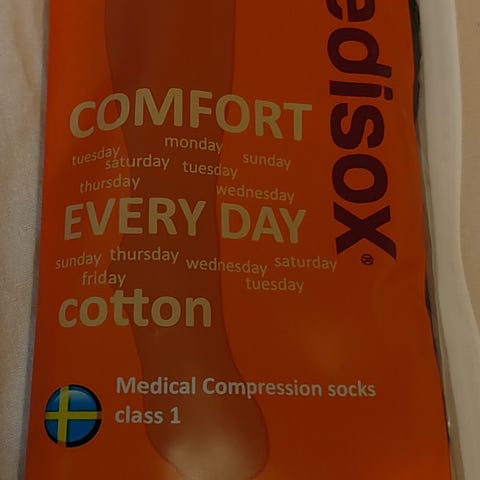 edisox®
COMFORT
monday
tuesday saturday tuesday sunday
thursday wednesday
EVERY DAY
sunday thursday wednesday saturday
friday tuesday
cotton
Medical Compression socks
class 1